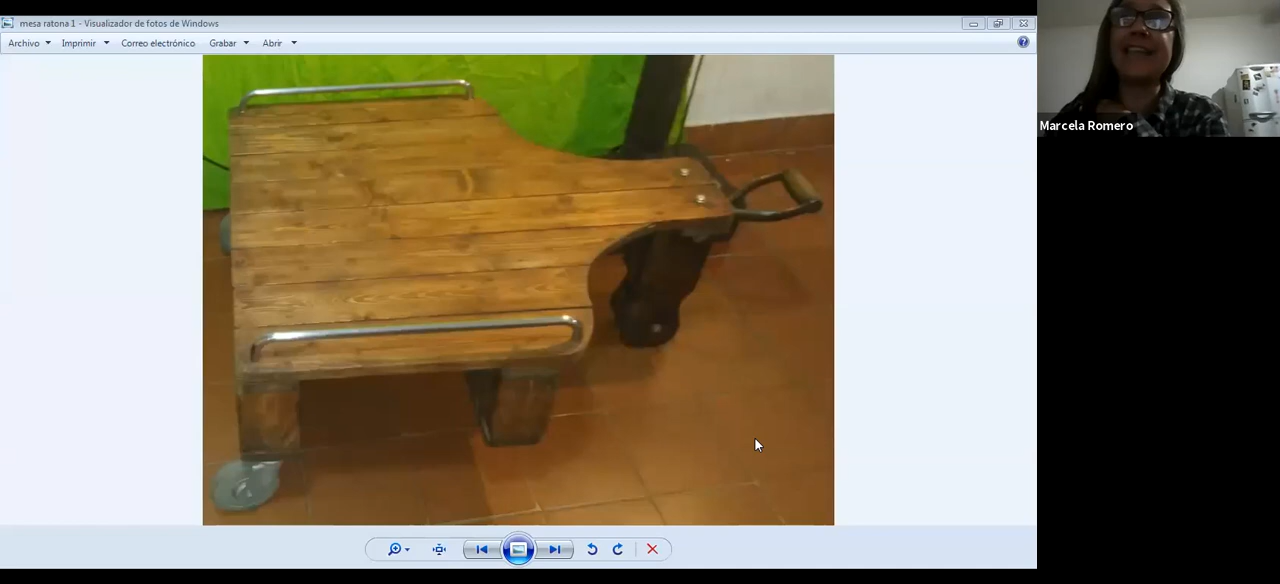 mesa ratona 1 - Visualizador de fotos de Windows
Archivo Imprimir Correo electrónico Grabar Abrir
Marcela Romero